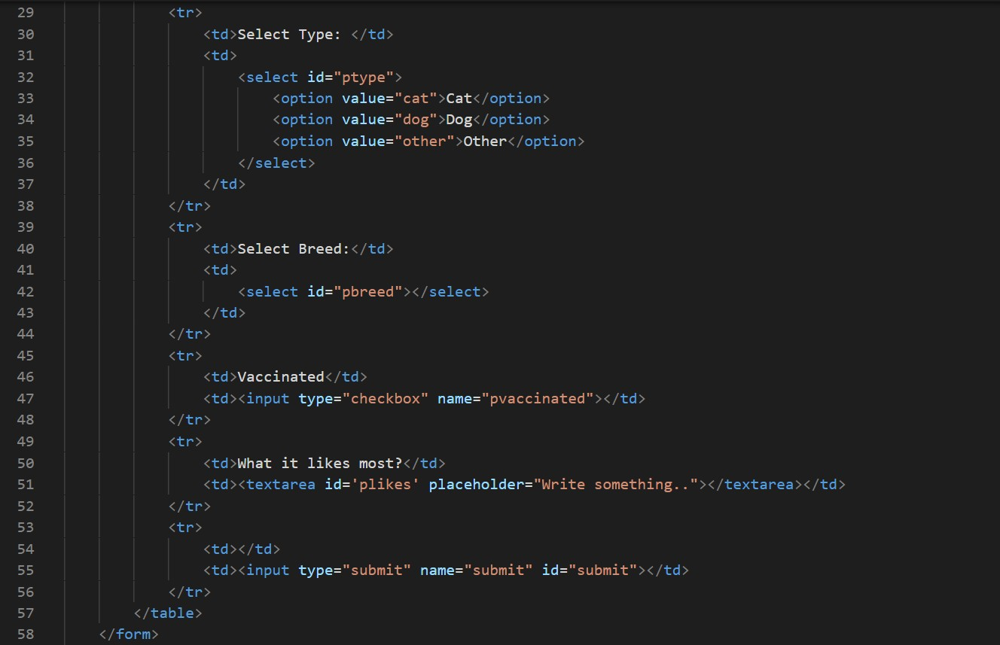 29 <tr>
30 <td>Select Type: </td>
31 <td>
32 <select id="ptype">
33 <option value="cat">Cat</option>
34 <option value="dog">Dog</option>
35 <option value="other">Other</option>
36 </select>
37 </td>
38 </tr>
39 <tr>
40 <td>Select Breed:</td>
41 <td>
42 <select id="pbreed"></select>
43 </td>
44 </tr>
45 <tr>
46 <td>Vaccinated</td>
47 <td><input type="checkbox" name="pvaccinated"></td>
48 </tr>
49 <tr>
50 <td>What it likes most?</td>
51 <td><textarea id='plikes' placeholder="Write something.."></textarea></td>
52 </tr>
53 <tr>
54 <td></td>
55 <td><input type="submit" name="submit" id="submit"></td>
56 </tr>
57 </table>
58 </form>